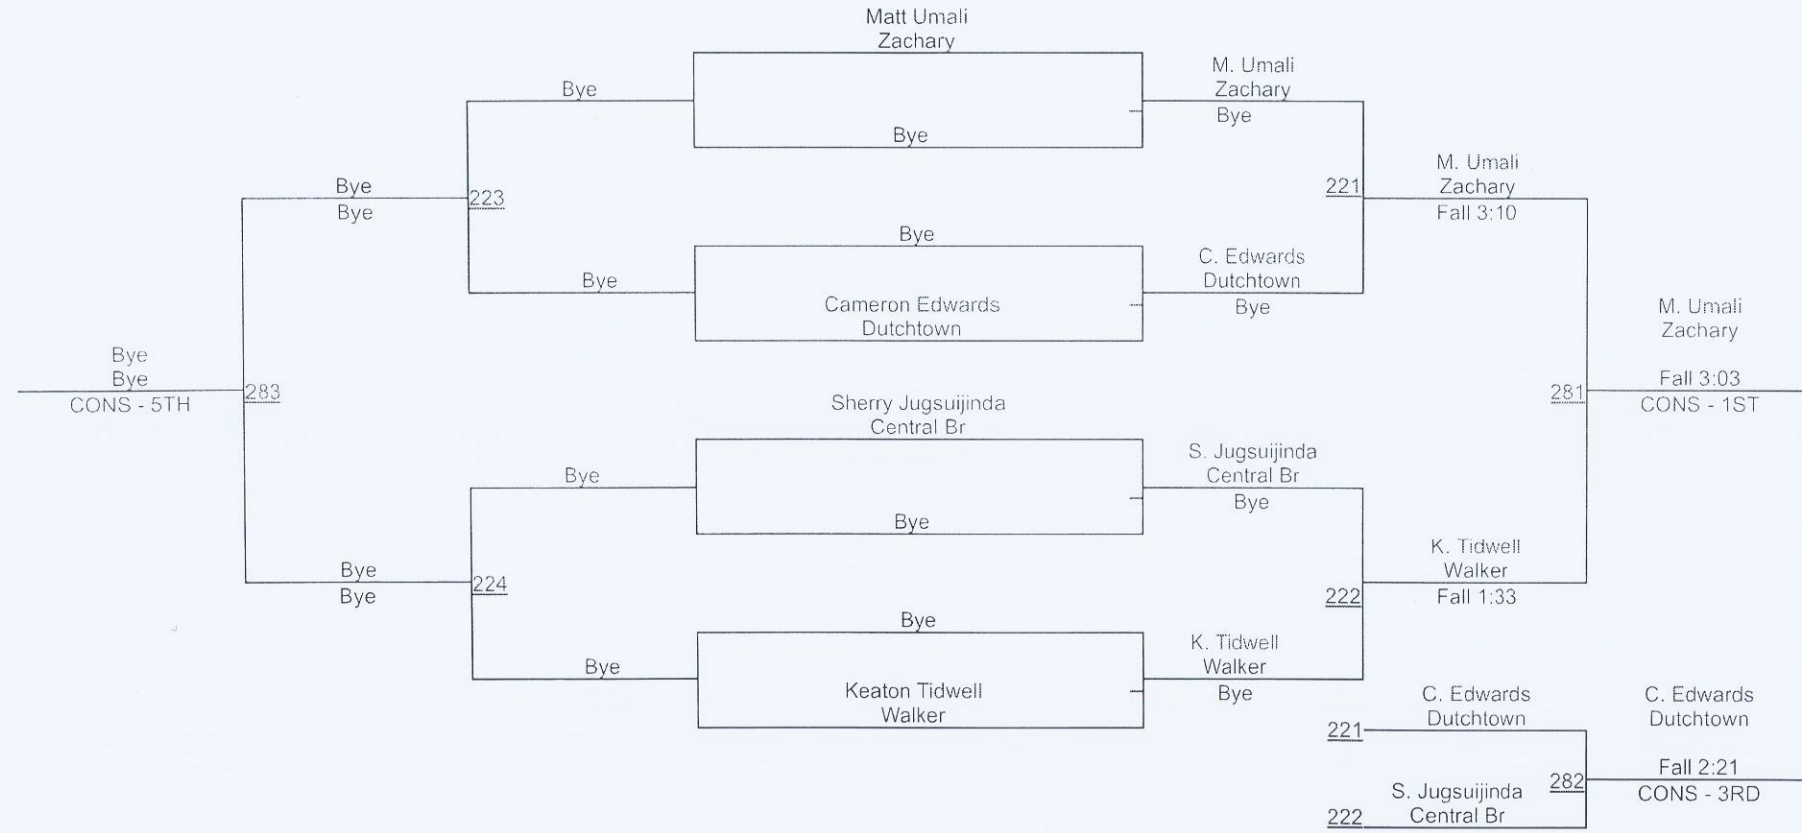 Matt Umali
Zachary
Bye
M. Umali
Zachary
Bye
Bye
221
M. Umali
Zachary
Fall 3:10
Bye
Bye
223
Bye
C. Edwards
Dutchtown
Bye
Bye
Cameron Edwards
Dutchtown
M. Umali
Zachary
Fall 3:03
CONS - 1ST
281
Bye
Bye
CONS - 5TH
283
Sherry Jugsuijinda
Central Br
S. Jugsuijinda
Central Br
Bye
Bye
Bye
K. Tidwell
Walker
Fall 1:33
222
Bye
Bye
224
Bye
K. Tidwell
Walker
Bye
Bye
Keaton Tidwell
Walker
C. Edwards
Dutchtown
221
C. Edwards
Dutchtown
Fall 2:21
CONS - 3RD
282
S. Jugsuijinda
Central Br
222